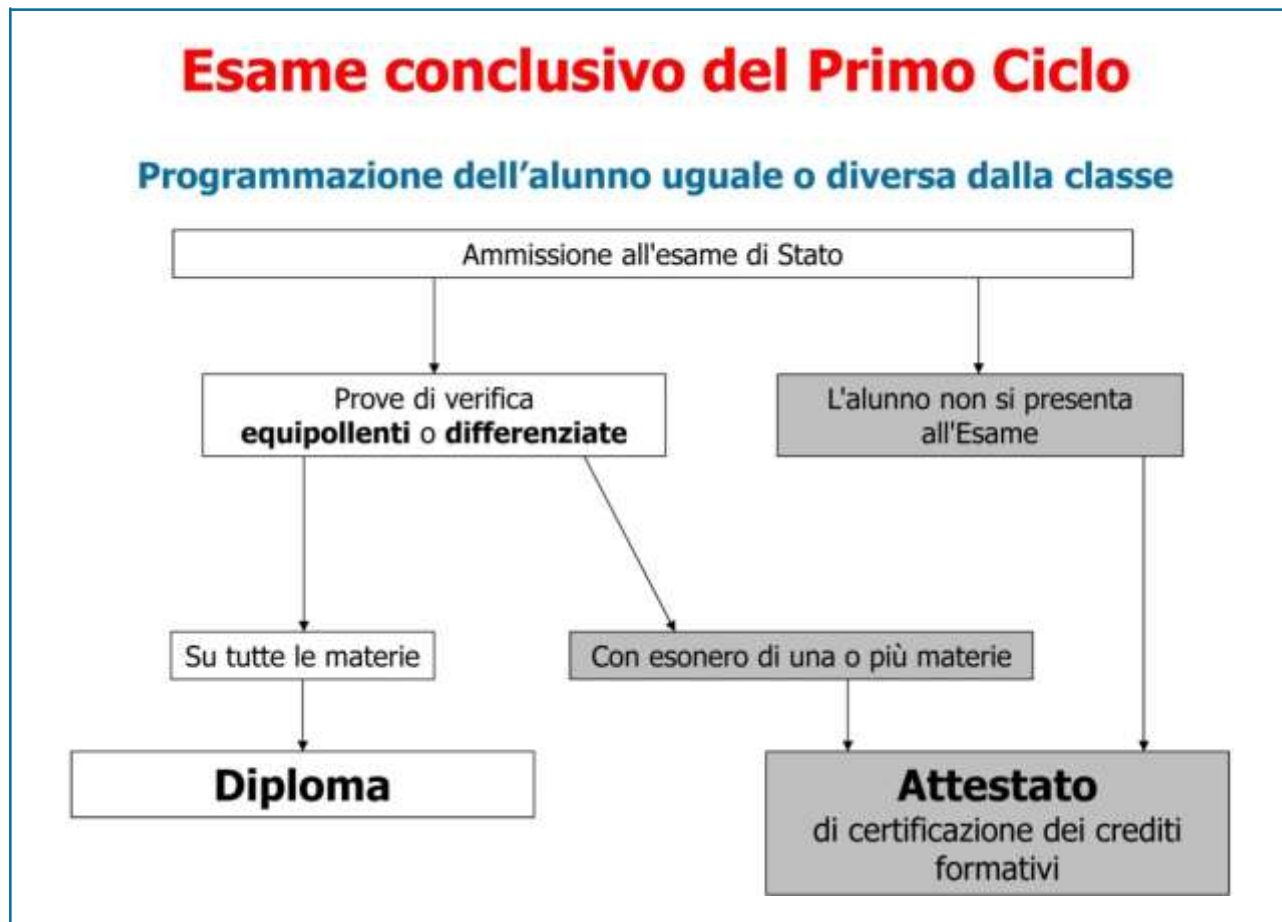 Esame conclusivo del Primo Ciclo
Programmazione dell’alunno uguale o diversa dalla classe
Ammissione all'esame di Stato
Prove di verifica
equipollenti o differenziate
L'alunno non si presenta
all'Esame
Su tutte le materie
Con esonero di una o più materie
Diploma
Attestato
di certificazione dei crediti
formativi